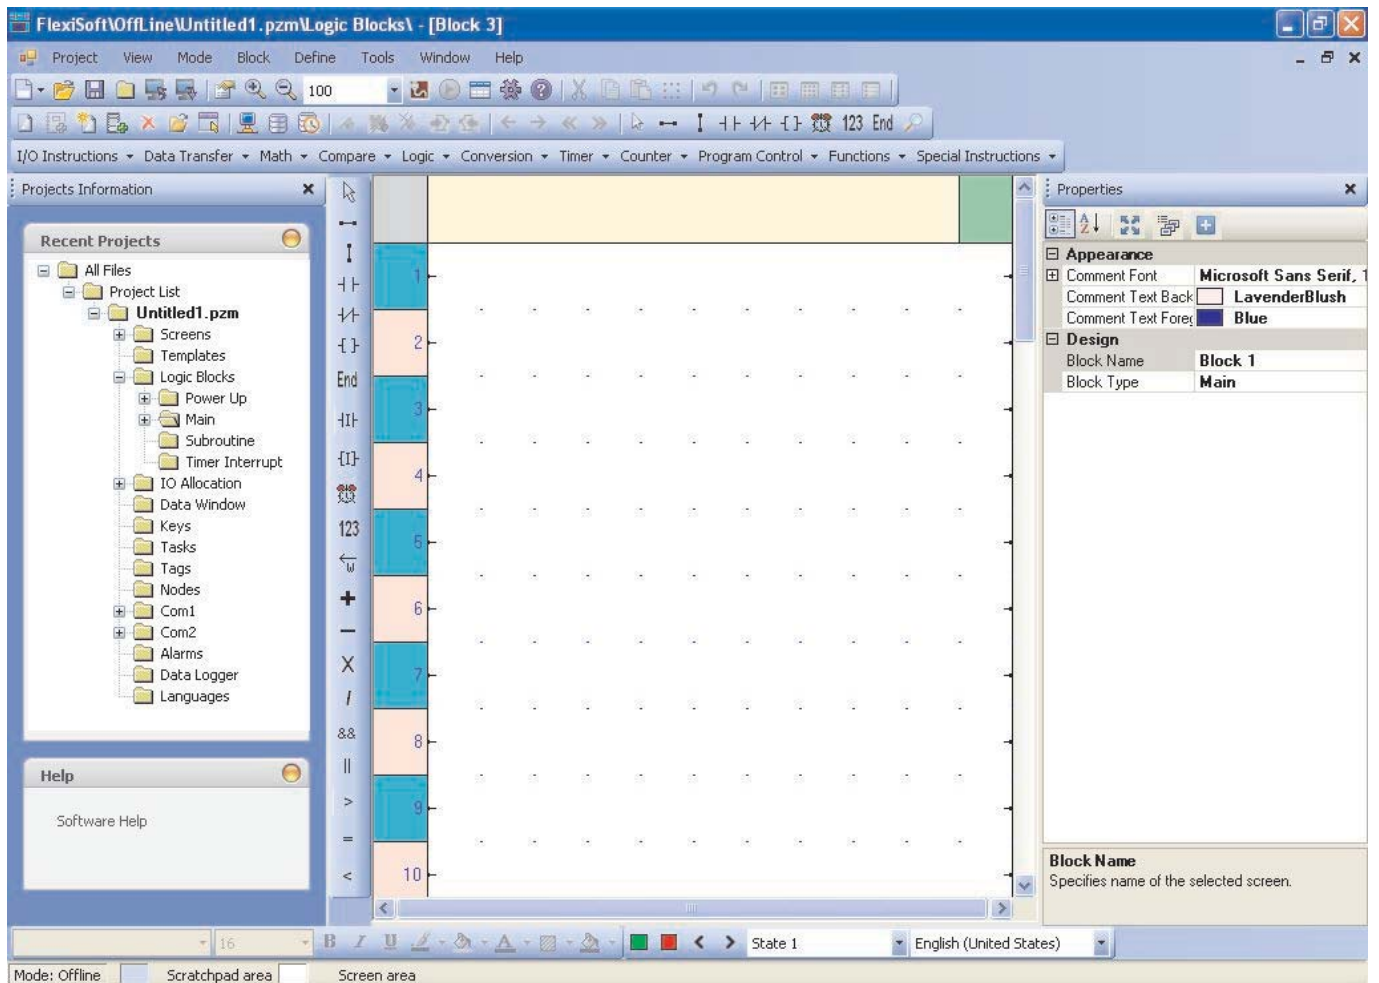 FlexiSoft\OffLine\Untitled1.pzm\Logic Blocks\ - [Block 3]
Project View Mode Block Define Tools Window Help
100
123 End
I/O Instructions Data Transfer Math Compare Logic Conversion Timer Counter Program Control Functions Special Instructions
Projects Information
Recent Projects
All Files
Project List
Untitled1.pzm
Screens
Templates
Logic Blocks
Power Up
Main
Subroutine
Timer Interrupt
IO Allocation
Data Window
Keys
Tasks
Tags
Nodes
Com1
Com2
Alarms
Data Logger
Languages
Help
Software Help
End
123
W
+
−
X
/
&&
||
>
=
<
1
2
3
4
5
6
7
8
9
10
Properties
Appearance
Comment Font Microsoft Sans Serif, 1
Comment Text Back LavenderBlush
Comment Text Foreg Blue
Design
Block Name Block 1
Block Type Main
Block Name
Specifies name of the selected screen.
16 B I U A State 1 English (United States)
Mode: Offline Scratchpad area Screen area